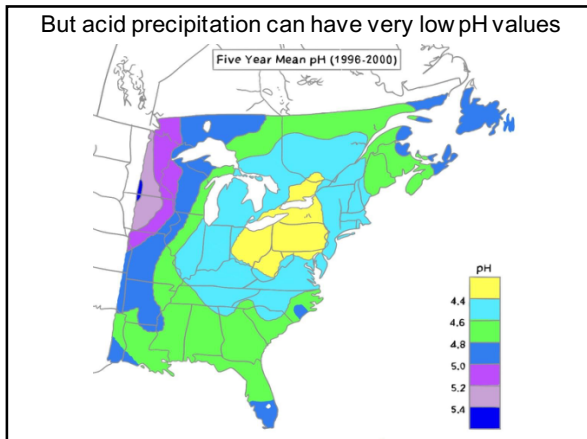 But acid precipitation can have very low pH values
Five Year Mean pH (1996-2000)
pH
4.4
4.6
4.8
5.0
5.2
5.4